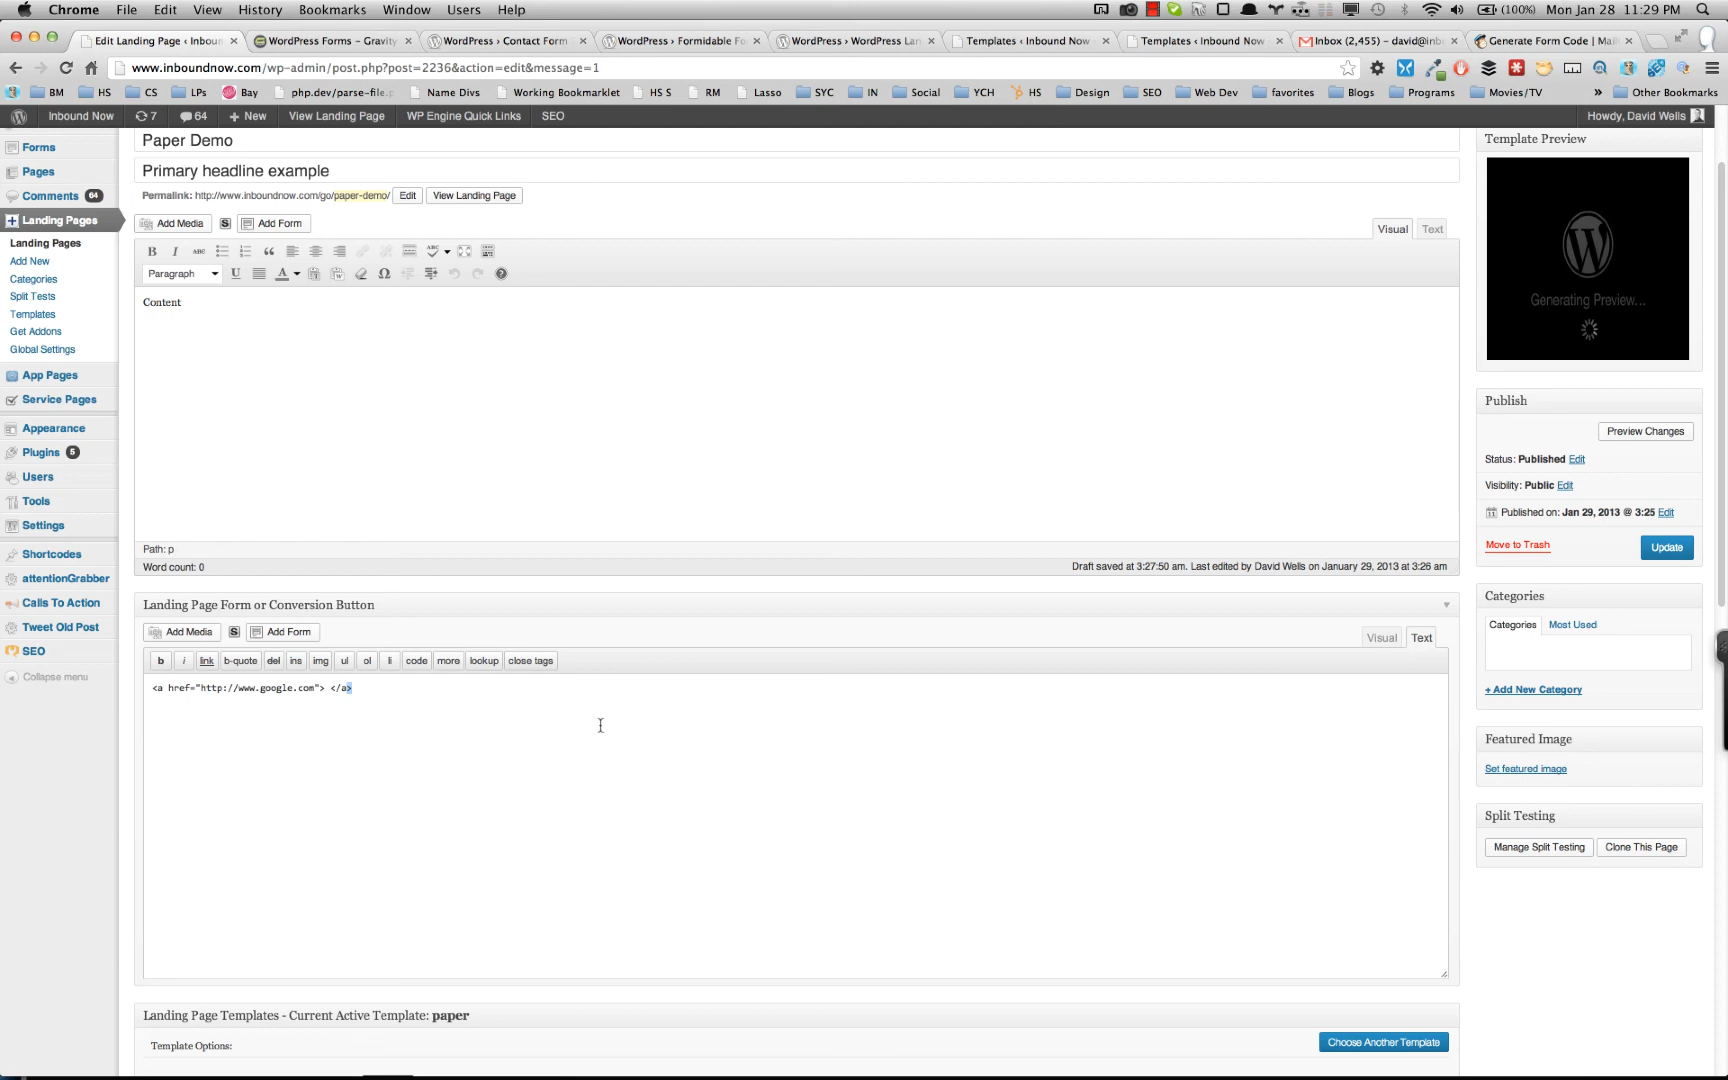 Chrome File Edit View History Bookmarks Window Users Help (100%) Mon Jan 28 11:29 PM
Edit Landing Page ‹ Inboun WordPress Forms – Gravity WordPress › Contact Form WordPress › Formidable Fo WordPress › WordPress Lan Templates ‹ Inbound Now Templates ‹ Inbound Now Inbox (2,455) – david@inb Generate Form Code | Mai
www.inboundnow.com/wp-admin/post.php?post=2236&action=edit&message=1
BM HS CS LPs Bay php.dev/parse-file.p Name Divs Working Bookmarklet HS S RM Lasso SYC IN Social YCH HS Design SEO Web Dev favorites Blogs Programs Movies/TV » Other Bookmarks
Inbound Now 7 64 + New View Landing Page WP Engine Quick Links SEO Howdy, David Wells
Forms
Pages
Comments 64
Landing Pages
Landing Pages
Add New
Categories
Split Tests
Templates
Get Addons
Global Settings
App Pages
Service Pages
Appearance
Plugins 5
Users
Tools
Settings
Shortcodes
attentionGrabber
Calls To Action
Tweet Old Post
SEO
Collapse menu
Paper Demo
Primary headline example
Permalink: http://www.inboundnow.com/go/paper-demo/ Edit View Landing Page
Add Media S Add Form
Visual Text
B I ABC ABC
Paragraph U A Ω
Content
Path: p
Word count: 0 Draft saved at 3:27:50 am. Last edited by David Wells on January 29, 2013 at 3:26 am
Landing Page Form or Conversion Button
Add Media S Add Form
Visual Text
b i link b-quote del ins img ul ol li code more lookup close tags
<a href="http://www.google.com"> </a>
Landing Page Templates - Current Active Template: paper
Template Options: Choose Another Template
Template Preview
Generating Preview...
Publish
Preview Changes
Status: Published Edit
Visibility: Public Edit
Published on: Jan 29, 2013 @ 3:25 Edit
Move to Trash Update
Categories
Categories Most Used
+ Add New Category
Featured Image
Set featured image
Split Testing
Manage Split Testing Clone This Page